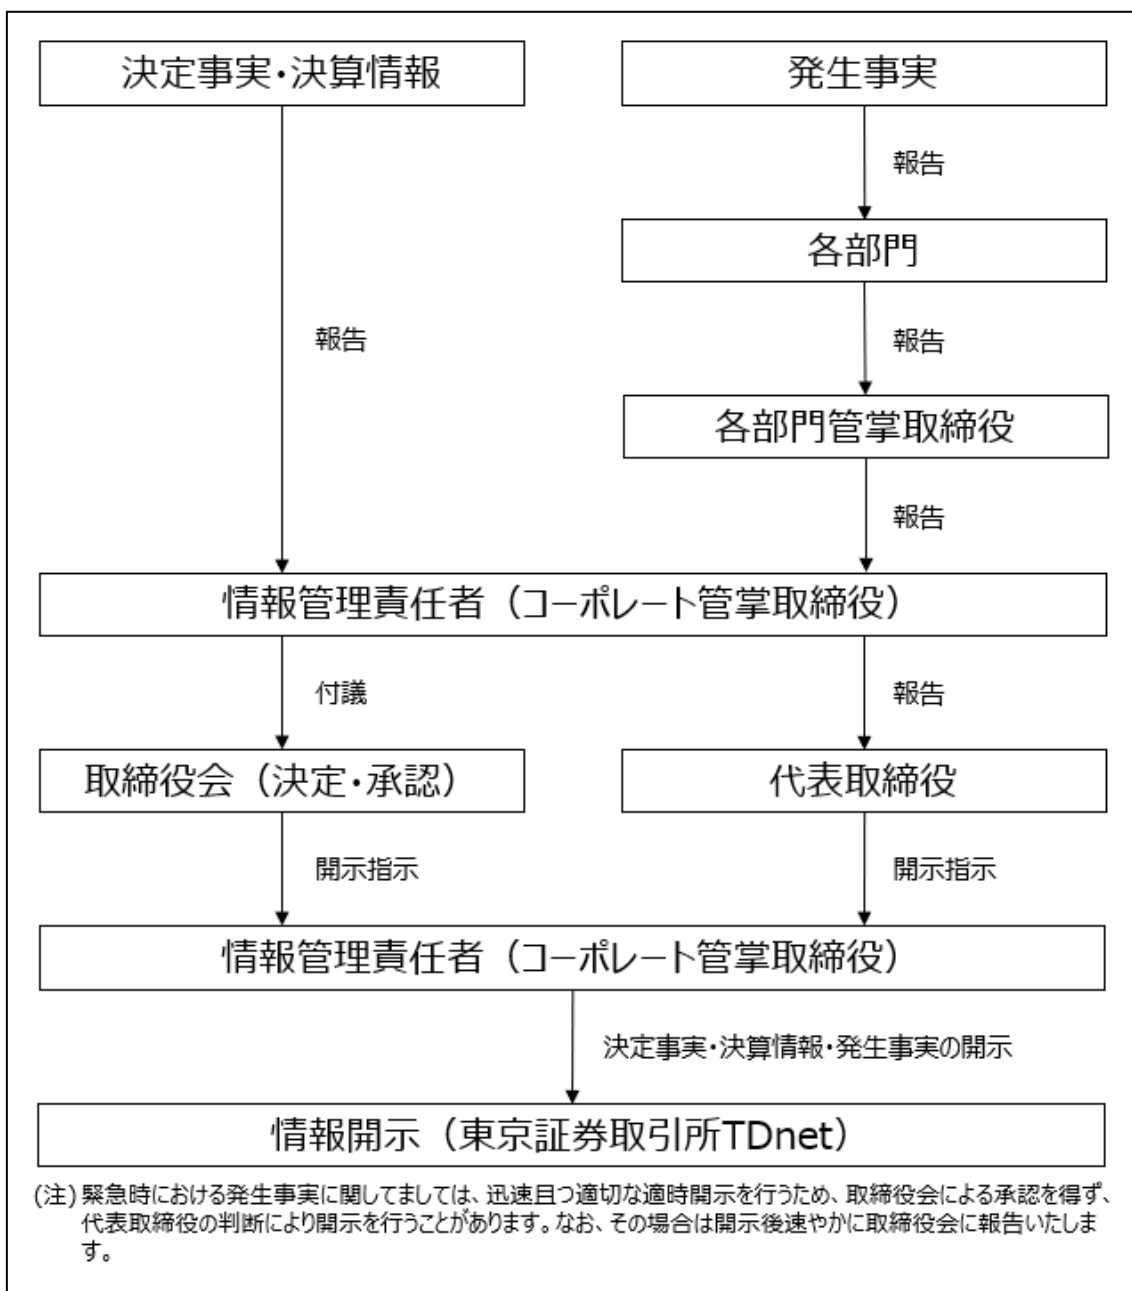 決定事実・決算情報
発生事実
報告
各部門
報告
報告
各部門管掌取締役
報告
情報管理責任者（コーポレート管掌取締役）
付議
報告
取締役会（決定・承認）
代表取締役
開示指示
開示指示
情報管理責任者（コーポレート管掌取締役）
決定事実・決算情報・発生事実の開示
情報開示（東京証券取引所TDnet）
(注) 緊急時における発生事実に関してましては、迅速且つ適切な適時開示を行うため、取締役会による承認を得ず、
代表取締役の判断により開示を行うことがあります。なお、その場合は開示後速やかに取締役会に報告いたしま
す。